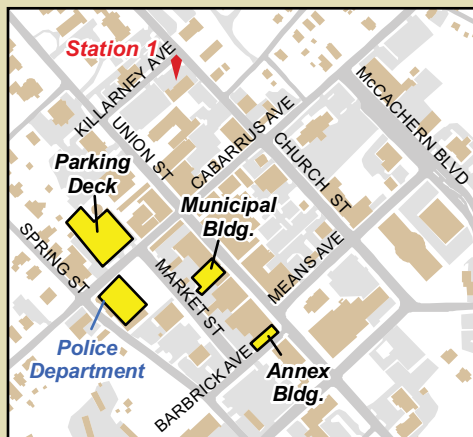 Station 1
KILLARNEY AVE
UNION ST
CABARRUS AVE
McCACHERN BLVD
CHURCH ST
Parking
Deck
Municipal
Bldg.
SPRING ST
MARKET ST
MEANS AVE
Police
Department
BARBRICK AVE
Annex
Bldg.